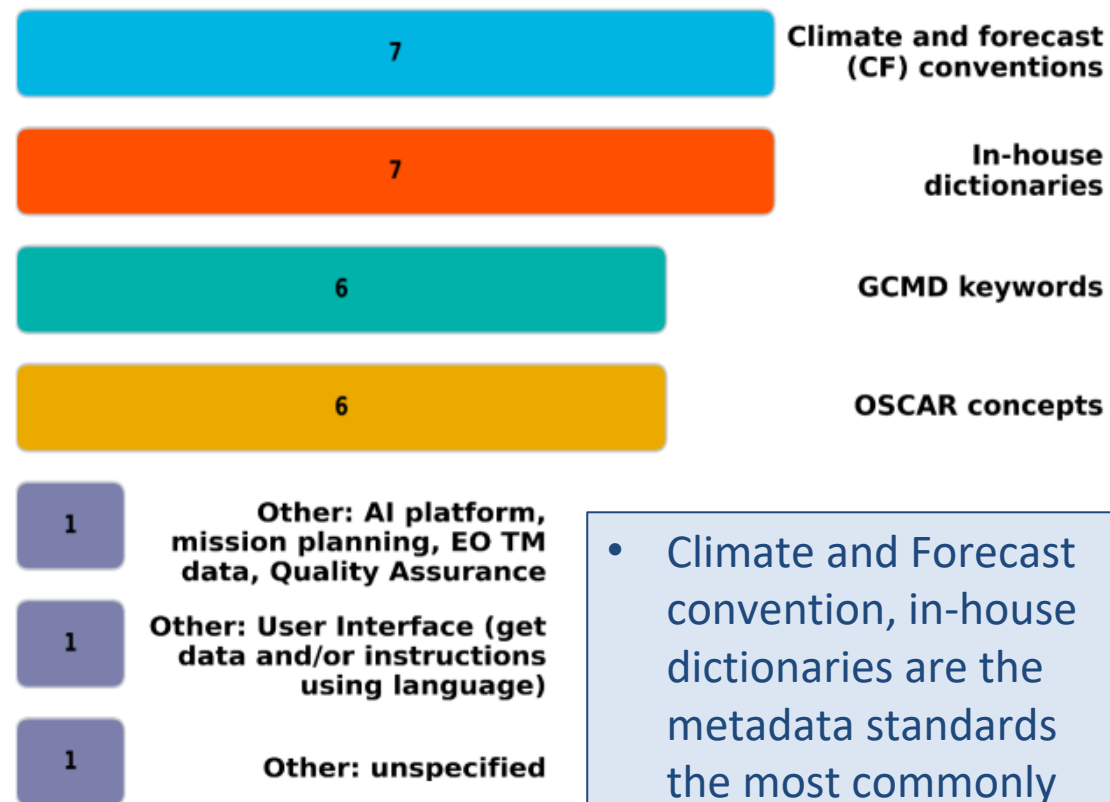 7
Climate and forecast
(CF) conventions
7
In-house
dictionaries
6
GCMD keywords
6
OSCAR concepts
1
Other: AI platform,
mission planning, EO TM
data, Quality Assurance
1
Other: User Interface (get
data and/or instructions
using language)
1
Other: unspecified
• Climate and Forecast
convention, in-house
dictionaries are the
metadata standards
the most commonly